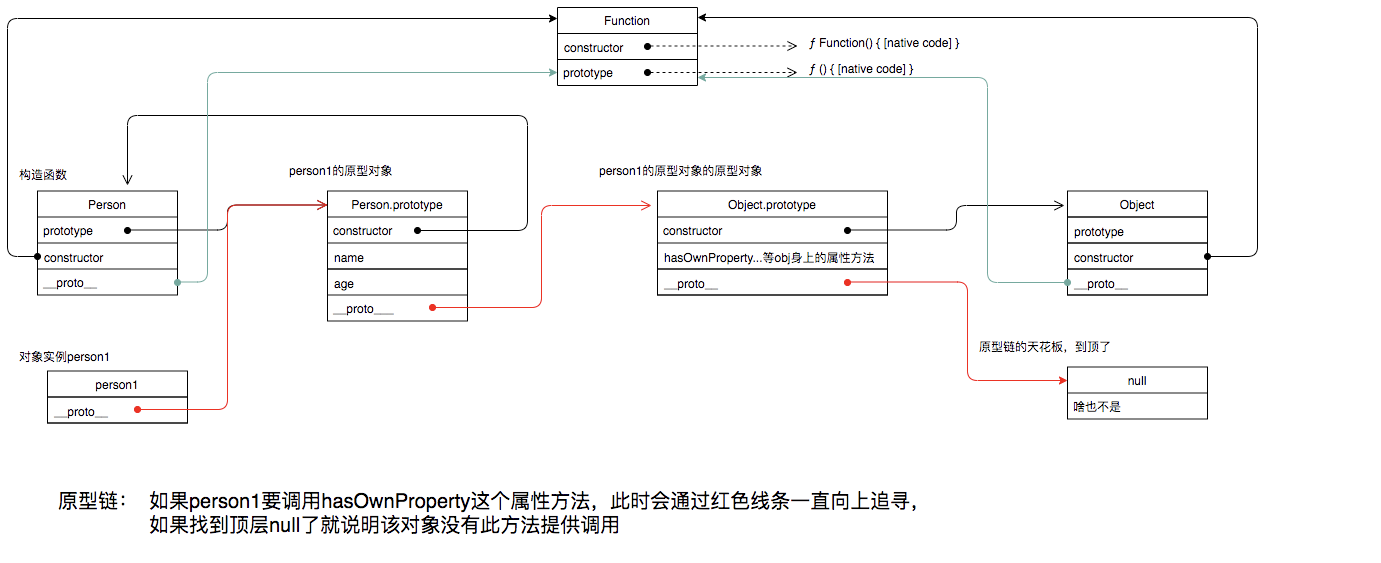 Function
constructor
ƒ Function() { [native code] }
prototype
ƒ () { [native code] }
构造函数
person1的原型对象
person1的原型对象的原型对象
Person
prototype
constructor
__proto__
Person.prototype
constructor
name
age
__proto___
Object.prototype
constructor
hasOwnProperty...等obj身上的属性方法
__proto__
Object
prototype
constructor
__proto__
对象实例person1
person1
__proto__
原型链的天花板，到顶了
null
啥也不是
原型链： 如果person1要调用hasOwnProperty这个属性方法，此时会通过红色线条一直向上追寻，
如果找到顶层null了就说明该对象没有此方法提供调用